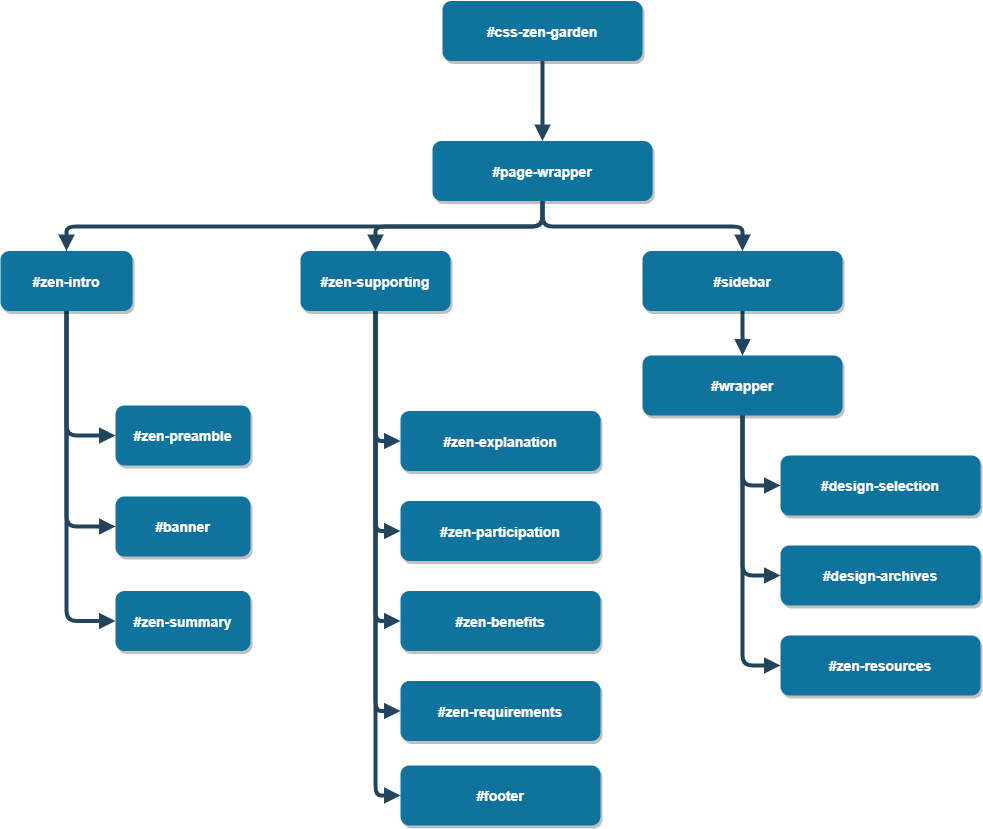 #css-zen-garden
#page-wrapper
#zen-intro
#zen-supporting
#sidebar
#wrapper
#zen-preamble
#banner
#zen-summary
#zen-explanation
#zen-participation
#zen-benefits
#zen-requirements
#footer
#design-selection
#design-archives
#zen-resources